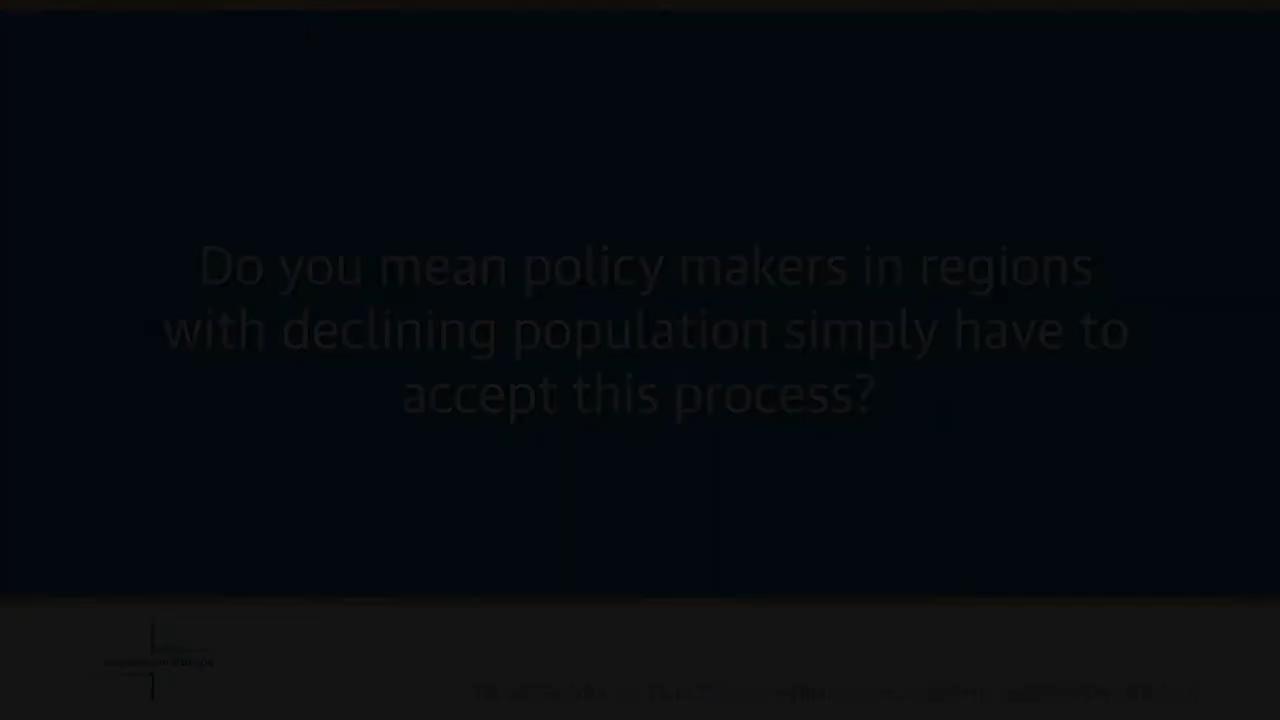 Do you mean policy makers in regions
with declining population simply have to
accept this process?